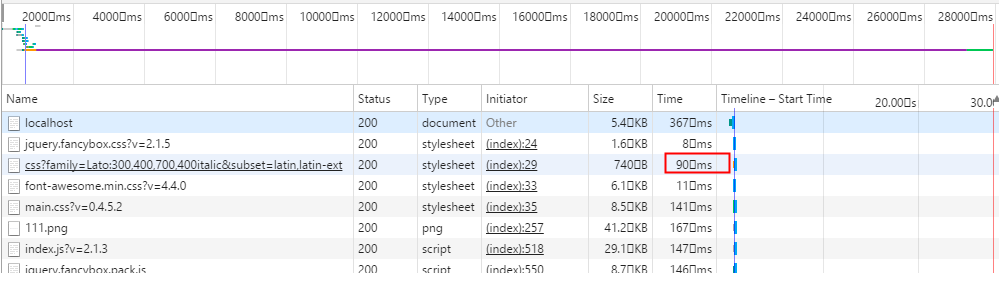 2000▯ms 4000▯ms 6000▯ms 8000▯ms 10000▯ms 12000▯ms 14000▯ms 16000▯ms 18000▯ms 20000▯ms 22000▯ms 24000▯ms 26000▯ms 28000▯ms
Name Status Type Initiator Size Time Timeline – Start Time 20.00▯s 30.0
localhost 200 document Other 5.4▯KB 367▯ms
jquery.fancybox.css?v=2.1.5 200 stylesheet (index):24 1.6▯KB 8▯ms
css?family=Lato:300,400,700,400italic&subset=latin,latin-ext 200 stylesheet (index):29 740▯B 90▯ms
font-awesome.min.css?v=4.4.0 200 stylesheet (index):33 6.1▯KB 11▯ms
main.css?v=0.4.5.2 200 stylesheet (index):35 8.5▯KB 141▯ms
111.png 200 png (index):257 41.2▯KB 167▯ms
index.js?v=2.1.3 200 script (index):518 29.1▯KB 147▯ms
jquery.fancybox.pack.js 200 script (index):550 8.7▯KB 146▯ms